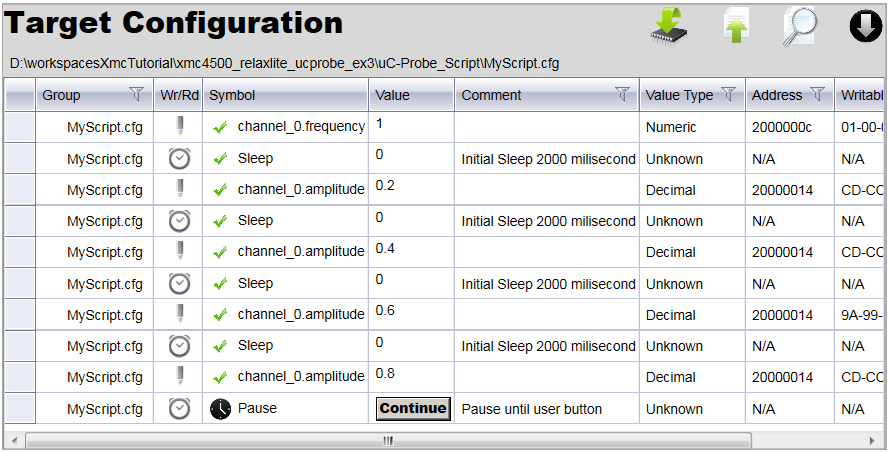 Target Configuration
D:\workspacesXmcTutorial\xmc4500_relaxlite_ucprobe_ex3\uC-Probe_Script\MyScript.cfg
Group Wr/Rd Symbol Value Comment Value Type Address Writabl
MyScript.cfg channel_0.frequency 1 Numeric 2000000c 01-00-0
MyScript.cfg Sleep 0 Initial Sleep 2000 milisecond Unknown N/A N/A
MyScript.cfg channel_0.amplitude 0.2 Decimal 20000014 CD-CC
MyScript.cfg Sleep 0 Initial Sleep 2000 milisecond Unknown N/A N/A
MyScript.cfg channel_0.amplitude 0.4 Decimal 20000014 CD-CC
MyScript.cfg Sleep 0 Initial Sleep 2000 milisecond Unknown N/A N/A
MyScript.cfg channel_0.amplitude 0.6 Decimal 20000014 9A-99-
MyScript.cfg Sleep 0 Initial Sleep 2000 milisecond Unknown N/A N/A
MyScript.cfg channel_0.amplitude 0.8 Decimal 20000014 CD-CC
MyScript.cfg Pause Continue Pause until user button Unknown N/A N/A